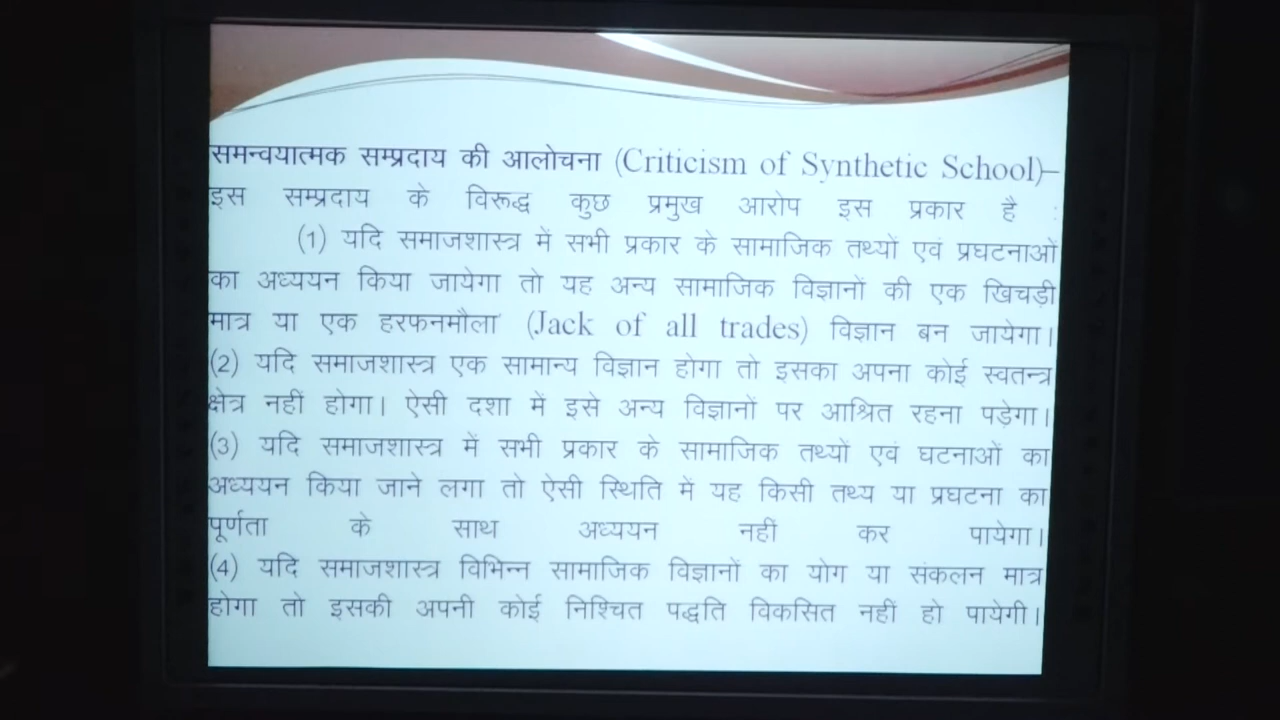 समन्वयात्मक सम्प्रदाय की आलोचना (Criticism of Synthetic School)–
इस सम्प्रदाय के विरूद्ध कुछ प्रमुख आरोप इस प्रकार है :
(1) यदि समाजशास्त्र में सभी प्रकार के सामाजिक तथ्यों एवं प्रघटनाओं
का अध्ययन किया जायेगा तो यह अन्य सामाजिक विज्ञानों की एक खिचड़ी
मात्र या एक हरफनमौला (Jack of all trades) विज्ञान बन जायेगा।
(2) यदि समाजशास्त्र एक सामान्य विज्ञान होगा तो इसका अपना कोई स्वतन्त्र
क्षेत्र नहीं होगा। ऐसी दशा में इसे अन्य विज्ञानों पर आश्रित रहना पड़ेगा।
(3) यदि समाजशास्त्र में सभी प्रकार के सामाजिक तथ्यों एवं घटनाओं का
अध्ययन किया जाने लगा तो ऐसी स्थिति में यह किसी तथ्य या प्रघटना का
पूर्णता के साथ अध्ययन नहीं कर पायेगा।
(4) यदि समाजशास्त्र विभिन्न सामाजिक विज्ञानों का योग या संकलन मात्र
होगा तो इसकी अपनी कोई निश्चित पद्धति विकसित नहीं हो पायेगी।